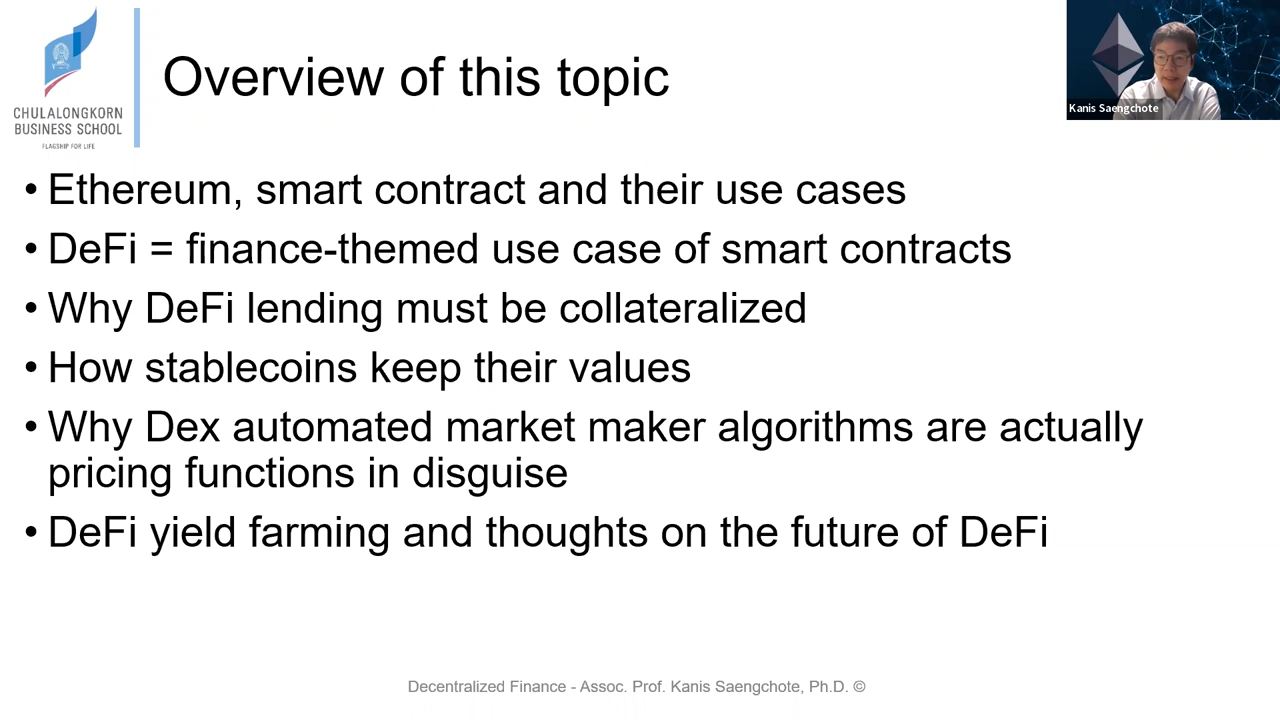 CHULALONGKORN
BUSINESS SCHOOL
FLAGSHIP FOR LIFE
Overview of this topic
Kanis Saengchote
• Ethereum, smart contract and their use cases
• DeFi = finance-themed use case of smart contracts
• Why DeFi lending must be collateralized
• How stablecoins keep their values
• Why Dex automated market maker algorithms are actually
pricing functions in disguise
• DeFi yield farming and thoughts on the future of DeFi
Decentralized Finance - Assoc. Prof. Kanis Saengchote, Ph.D. ©